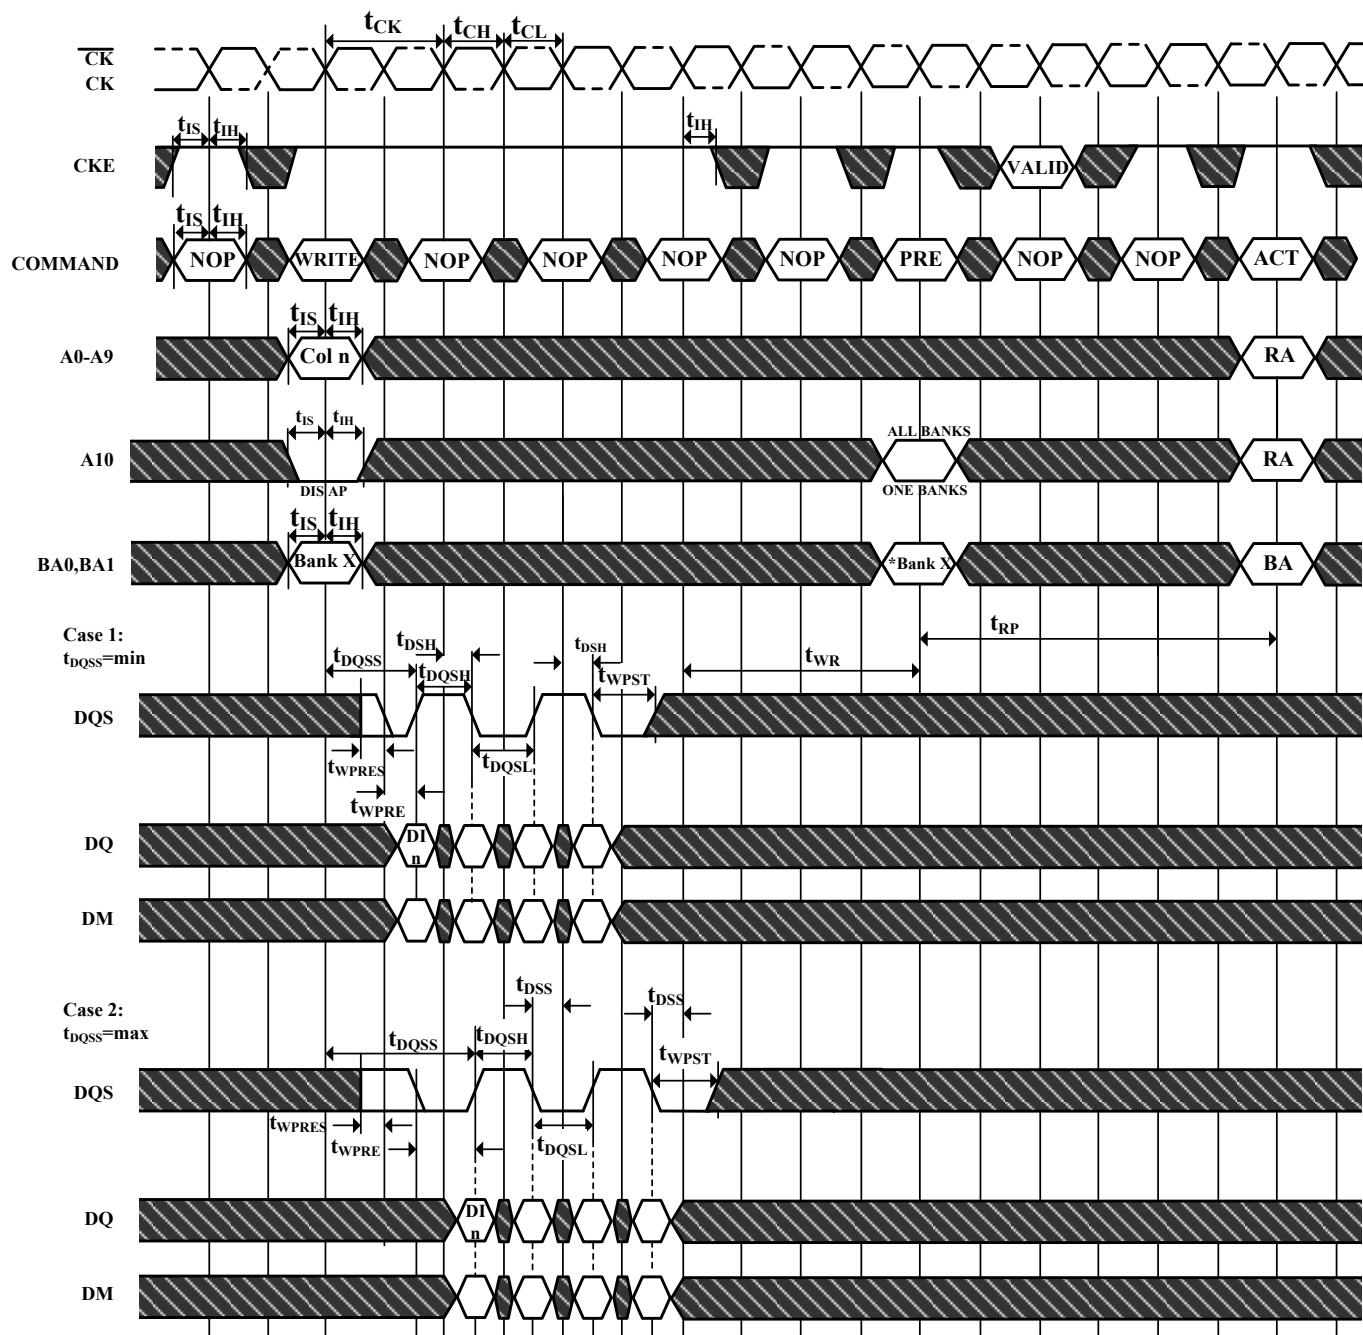 tCK tCH tCL
CK
CK
tIS tIH tIH
CKE VALID
tIS tIH
COMMAND NOP WRITE NOP NOP NOP NOP PRE NOP NOP ACT
tIS tIH
A0-A9 Col n RA
tIS tIH ALL BANKS
A10 RA
DIS AP ONE BANKS
tIS tIH
BA0,BA1 Bank X *Bank X BA
Case 1:
tDQSS=min
tDQSS tDSH tDQSH tDSH tWPST tWR tRP
DQS
tWPRES tDQSL
tWPRE
DQ DI
n
DM
Case 2:
tDQSS=max
tDSS tDSS
tDQSS tDQSH tWPST
DQS
tWPRES
tWPRE tDQSL
DQ DI
n
DM